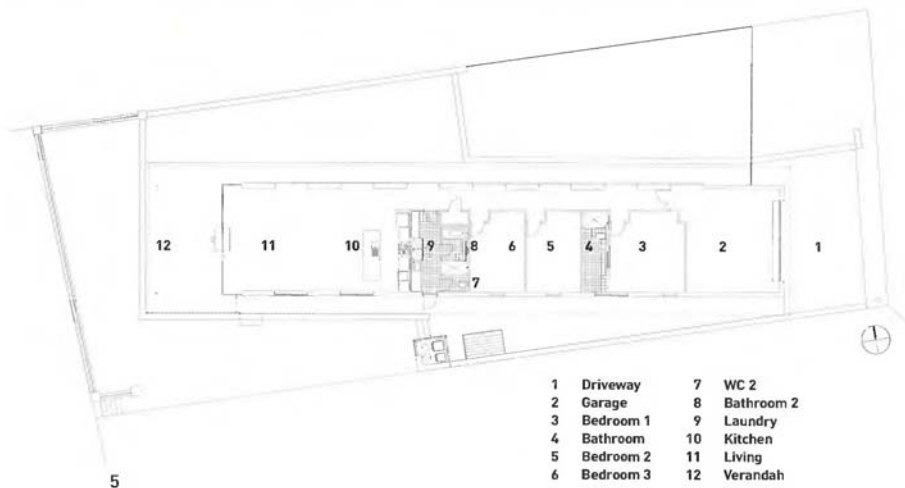 12 11 10 9 8 6 5 4 3 2 1
7
1 Driveway 7 WC 2
2 Garage 8 Bathroom 2
3 Bedroom 1 9 Laundry
4 Bathroom 10 Kitchen
5 Bedroom 2 11 Living
6 Bedroom 3 12 Verandah
5